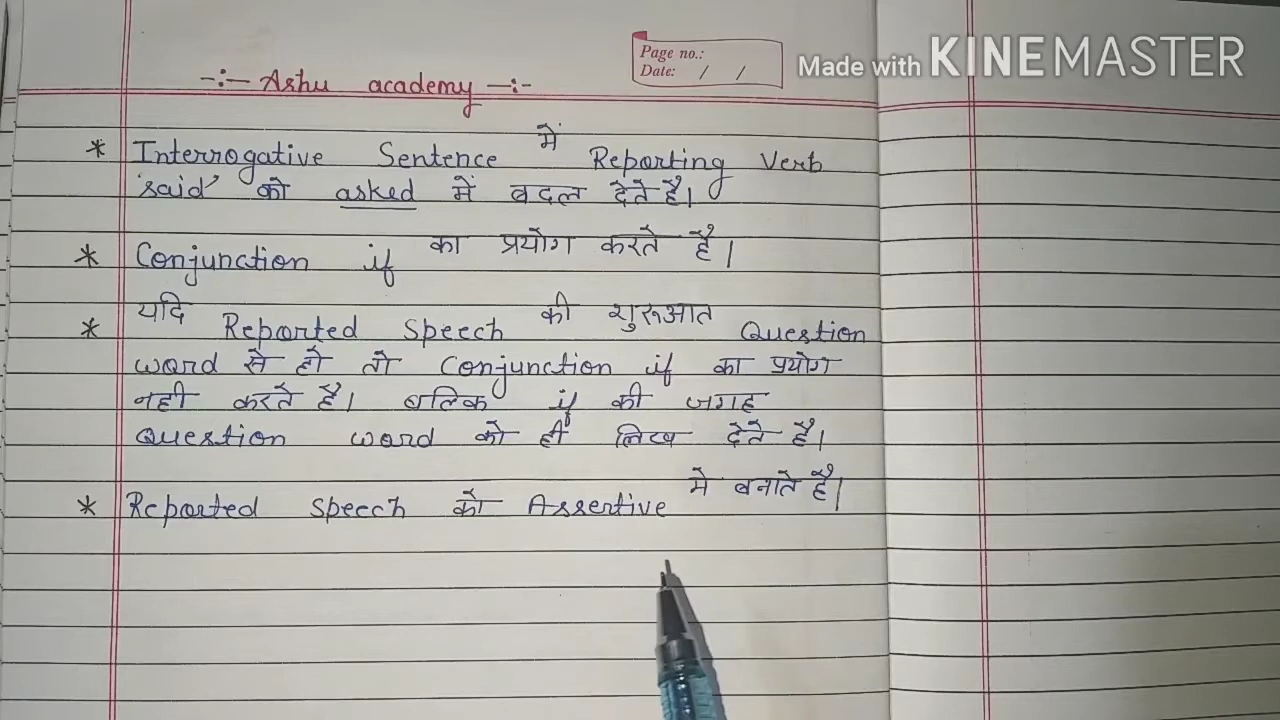 Page no.:
Date: / /
Made with KINEMASTER
-:- Ashu academy -:-
* Interrogative Sentence में Reporting Verb
'said' को asked में बदल देते है।
* Conjunction if का प्रयोग करते है।
* यदि Reported Speech की शुरूआत Question
word से हो तो Conjunction if का प्रयोग
नही करते है। बलिक if की जगह
Question word को ही लिख देते है।
* Reported Speech को Assertive मे बनाते है।